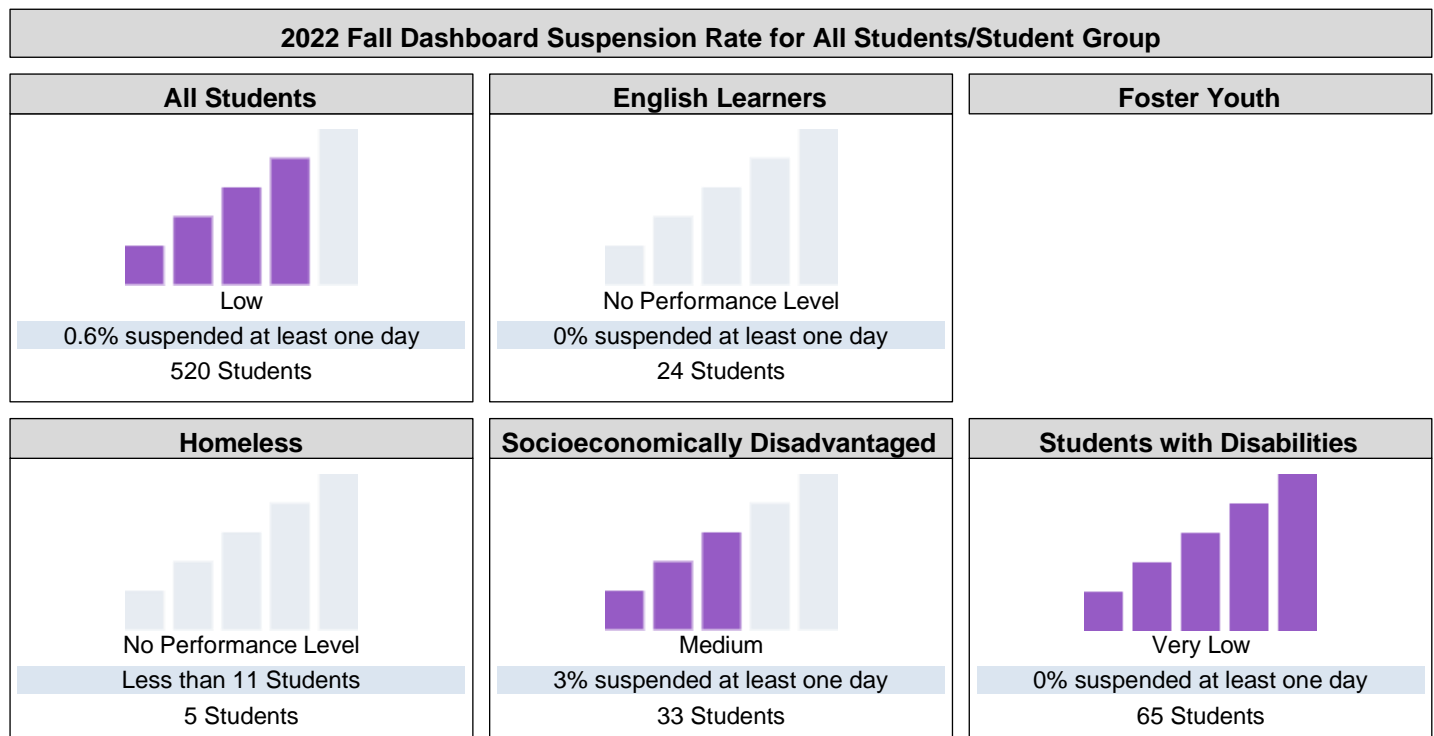 2022 Fall Dashboard Suspension Rate for All Students/Student Group
All Students
Low
0.6% suspended at least one day
520 Students
English Learners
No Performance Level
0% suspended at least one day
24 Students
Foster Youth
Homeless
No Performance Level
Less than 11 Students
5 Students
Socioeconomically Disadvantaged
Medium
3% suspended at least one day
33 Students
Students with Disabilities
Very Low
0% suspended at least one day
65 Students